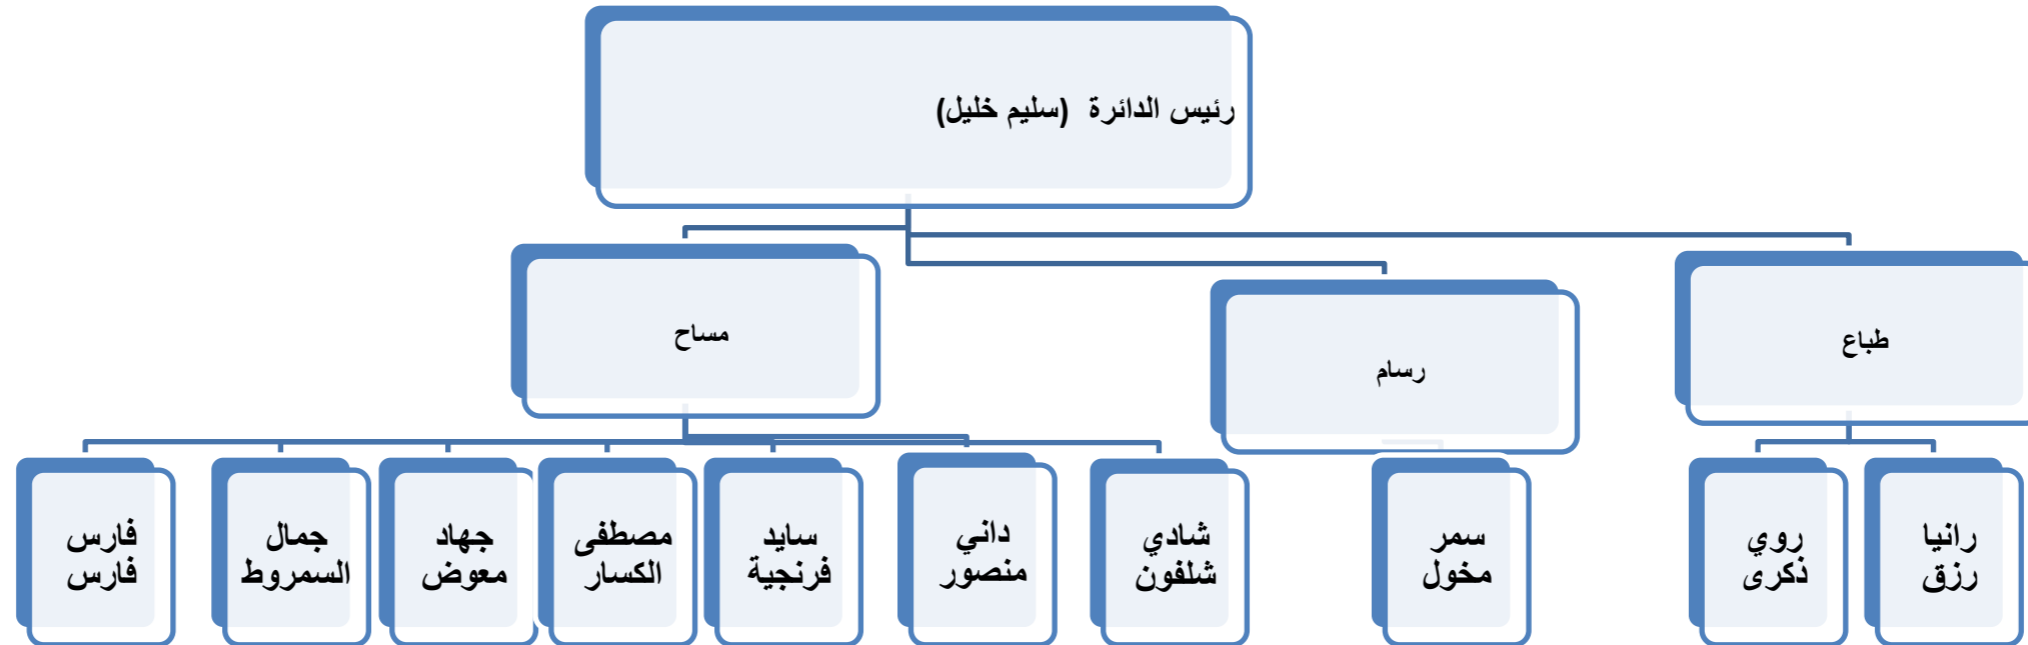 رئيس الدائرة (سليم خليل)
طباع
رسام
مساح
رانيا
رزق
روي
ذكرى
سمر
مخول
شادي
شلفون
داني
منصور
سايد
فرنجية
مصطفى
الكسار
جهاد
معوض
جمال
السمروط
فارس
فارس